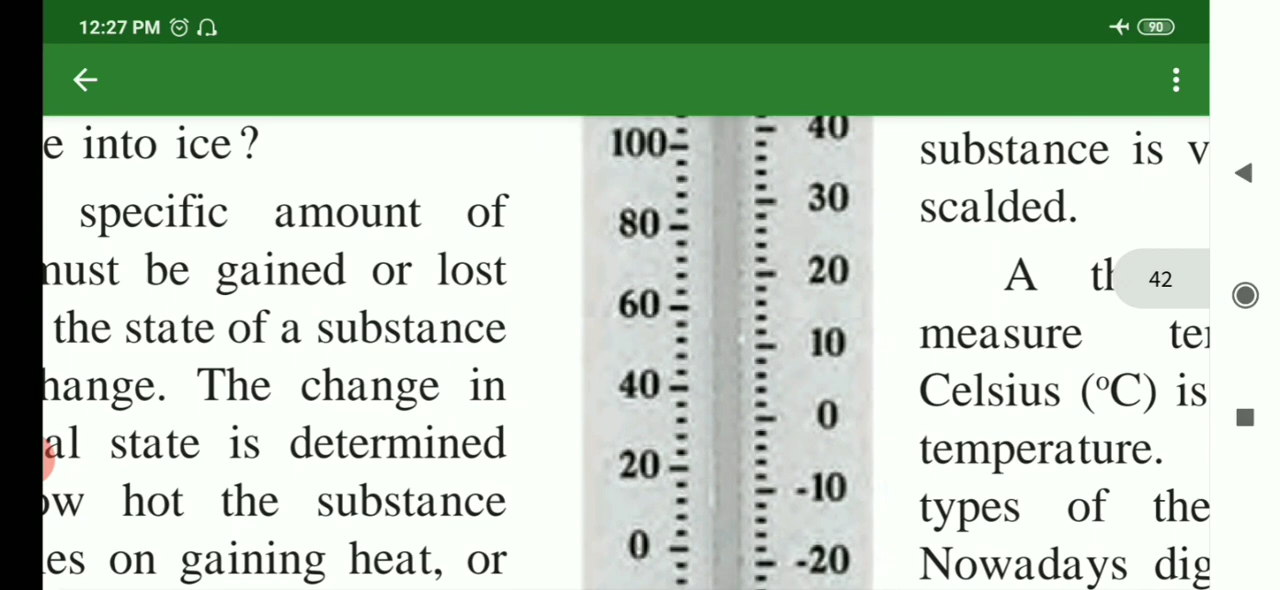 12:27 PM
90
e into ice?
specific amount of
must be gained or lost
the state of a substance
hange. The change in
al state is determined
ow hot the substance
es on gaining heat, or
100
80
60
40
20
0
40
30
20
10
0
-10
-20
substance is v
scalded.
A th
42
measure te
Celsius (°C) is
temperature.
types of the
Nowadays dig